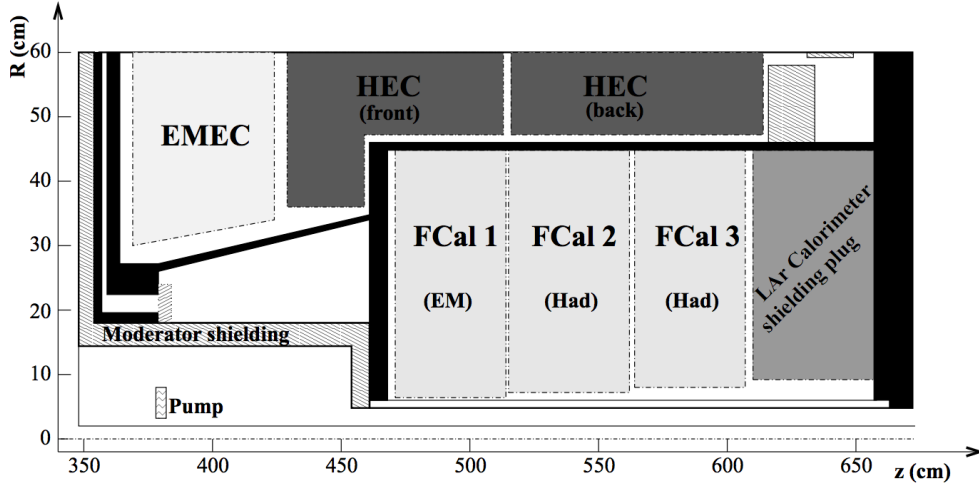 R (cm)
60
50
40
30
20
10
0
HEC
(front)
HEC
(back)
EMEC
FCal 1
(EM)
FCal 2
(Had)
FCal 3
(Had)
LAr Calorimeter
shielding plug
Moderator shielding
Pump
350
400
450
500
550
600
650
z (cm)